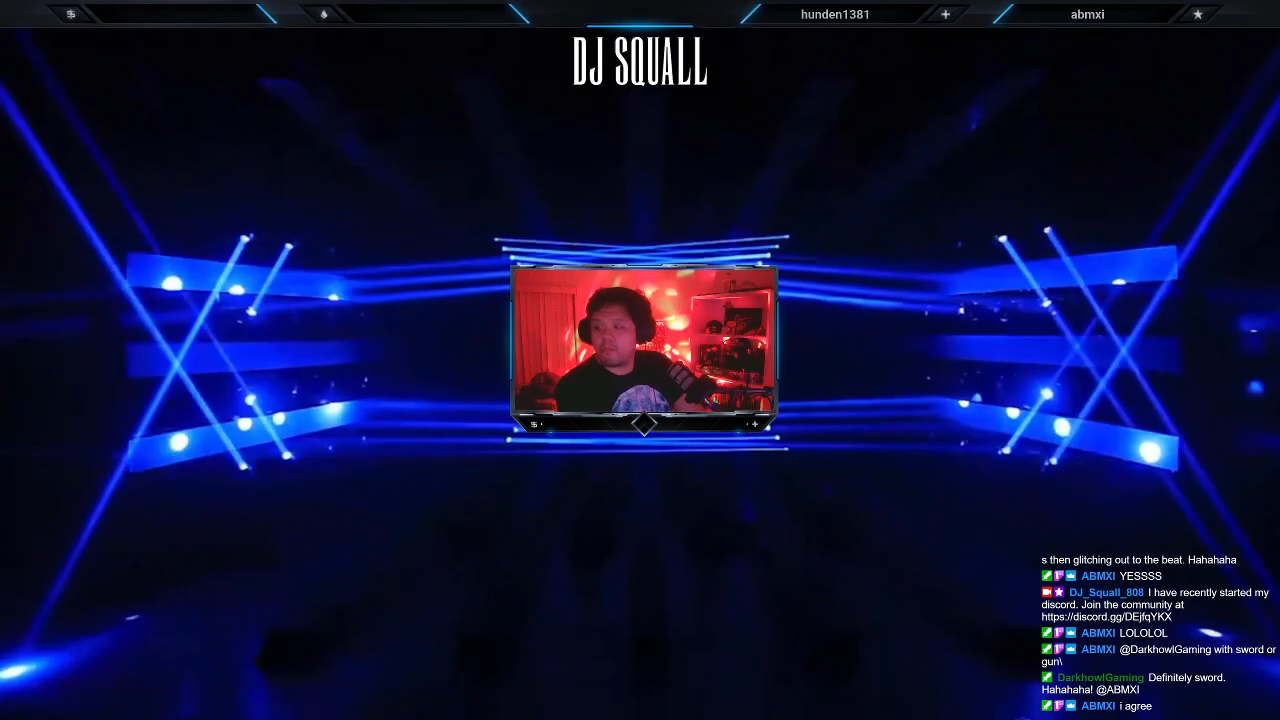 hunden1381
abmxi
DJ SQUALL
s then glitching out to the beat. Hahahaha
ABMXI YESSSS
DJ_Squall_808 I have recently started my
discord. Join the community at
https://discord.gg/DEjfqYKX
ABMXI LOLOLOL
ABMXI @DarkhowlGaming with sword or
gun\
DarkhowlGaming Definitely sword.
Hahahaha! @ABMXI
ABMXI i agree